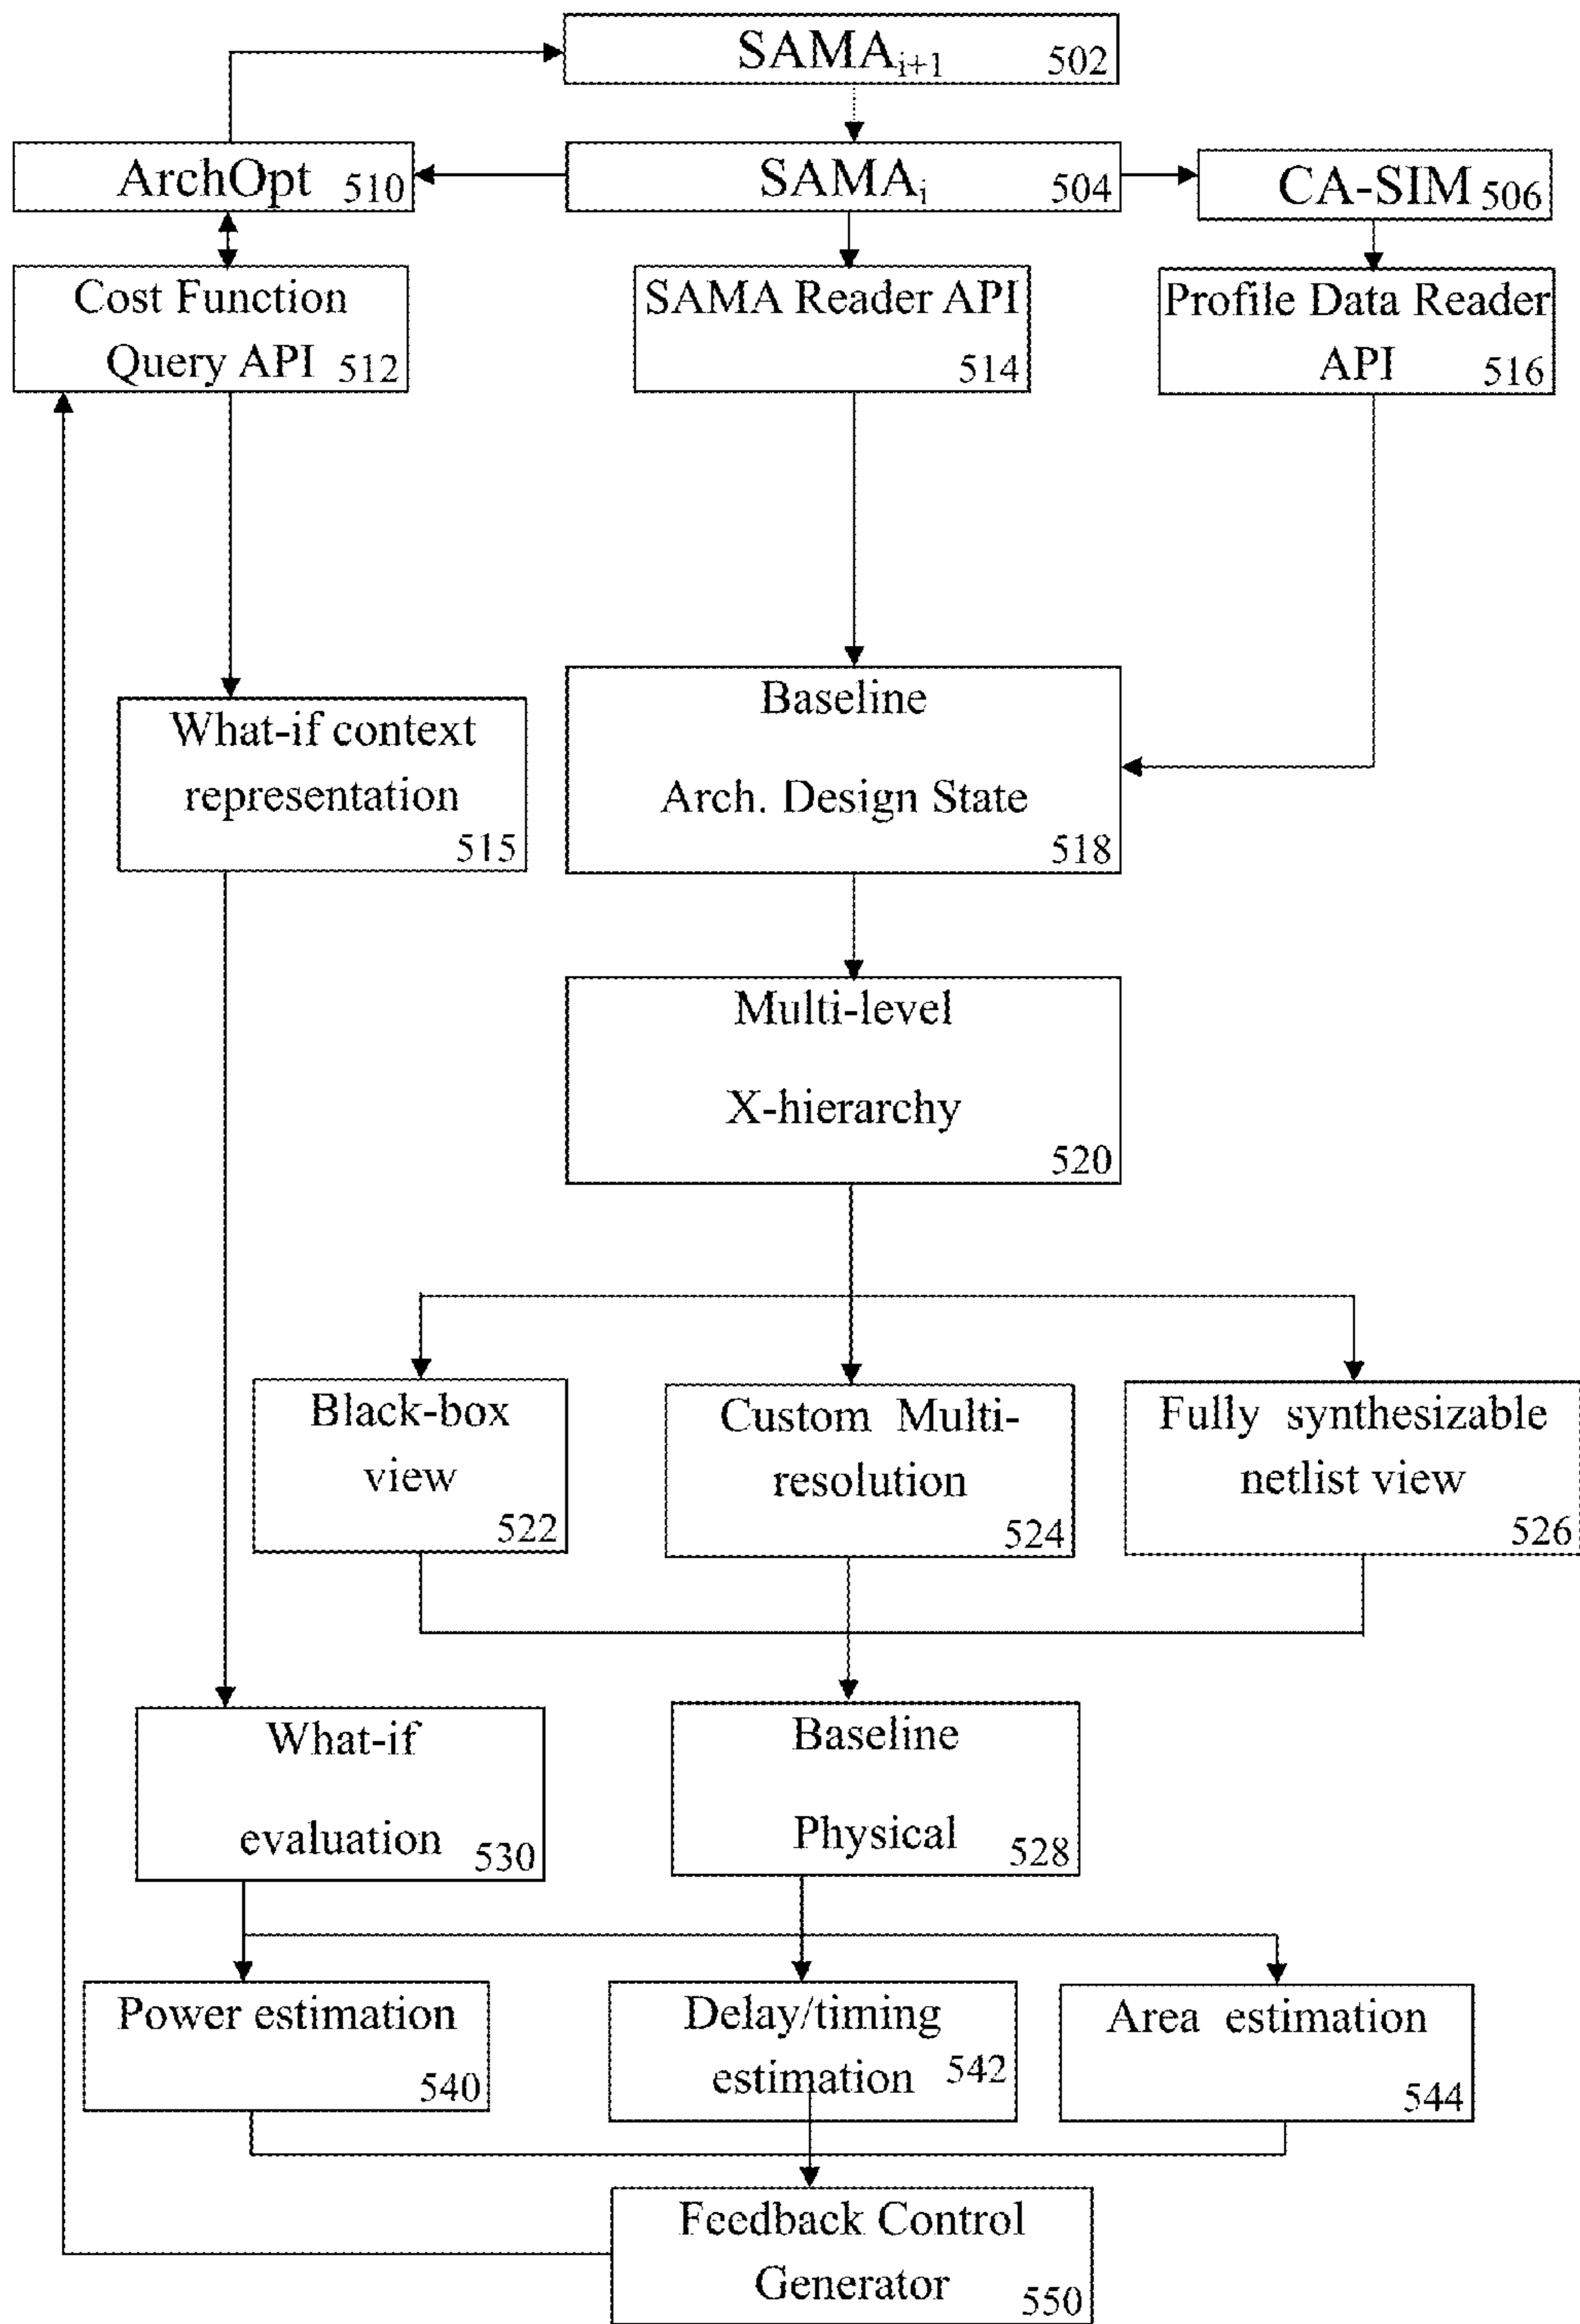 SAMAi+1 502
ArchOpt 510
SAMAi 504
CA-SIM 506
Cost Function
Query API 512
SAMA Reader API
514
Profile Data Reader
API 516
What-if context
representation
515
Baseline
Arch. Design State
518
Multi-level
X-hierarchy
520
Black-box
view
522
Custom Multi-
resolution
524
Fully synthesizable
netlist view
526
What-if
evaluation 530
Baseline
Physical 528
Power estimation
540
Delay/timing
estimation 542
Area estimation
544
Feedback Control
Generator 550